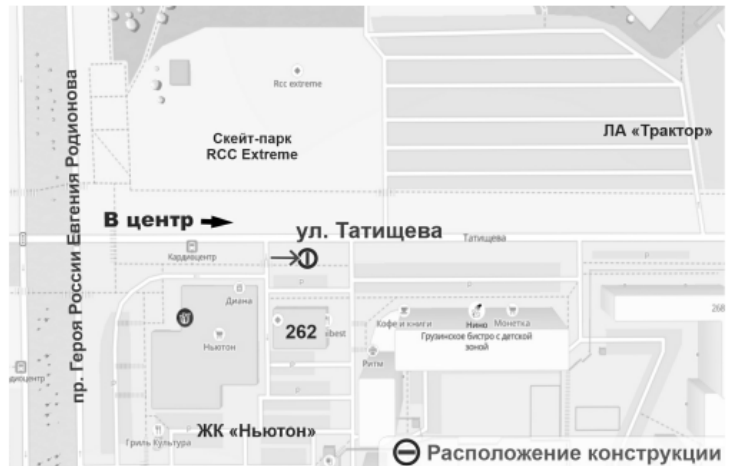 Rcc extreme
Скейт-парк
RCC Extreme
ЛА «Трактор»
пр. Героя России Евгения Родионова
В центр
ул. Татищева
Татищева
Кардиоцентр
Диана
262
Кофе и книги
Нино
Монетка
Грузинское бистро с детской
зоной
268
Ньютон
Ритм
ЖК «Ньютон»
Гриль Культура
Расположение конструкции